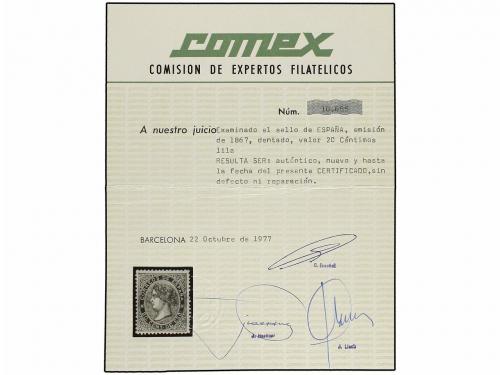 comex
COMISION DE EXPERTOS FILATELICOS
Núm. 10.655
A nuestro juicio Examinado el sello de ESPAÑA, emisión
de 1867, dentado, valor 20 Céntimos
lila
RESULTA SER: auténtico, nuevo y hasta
la fecha del presente CERTIFICADO, sin
defecto ni reparación.
BARCELONA 22 Octubre de 1977